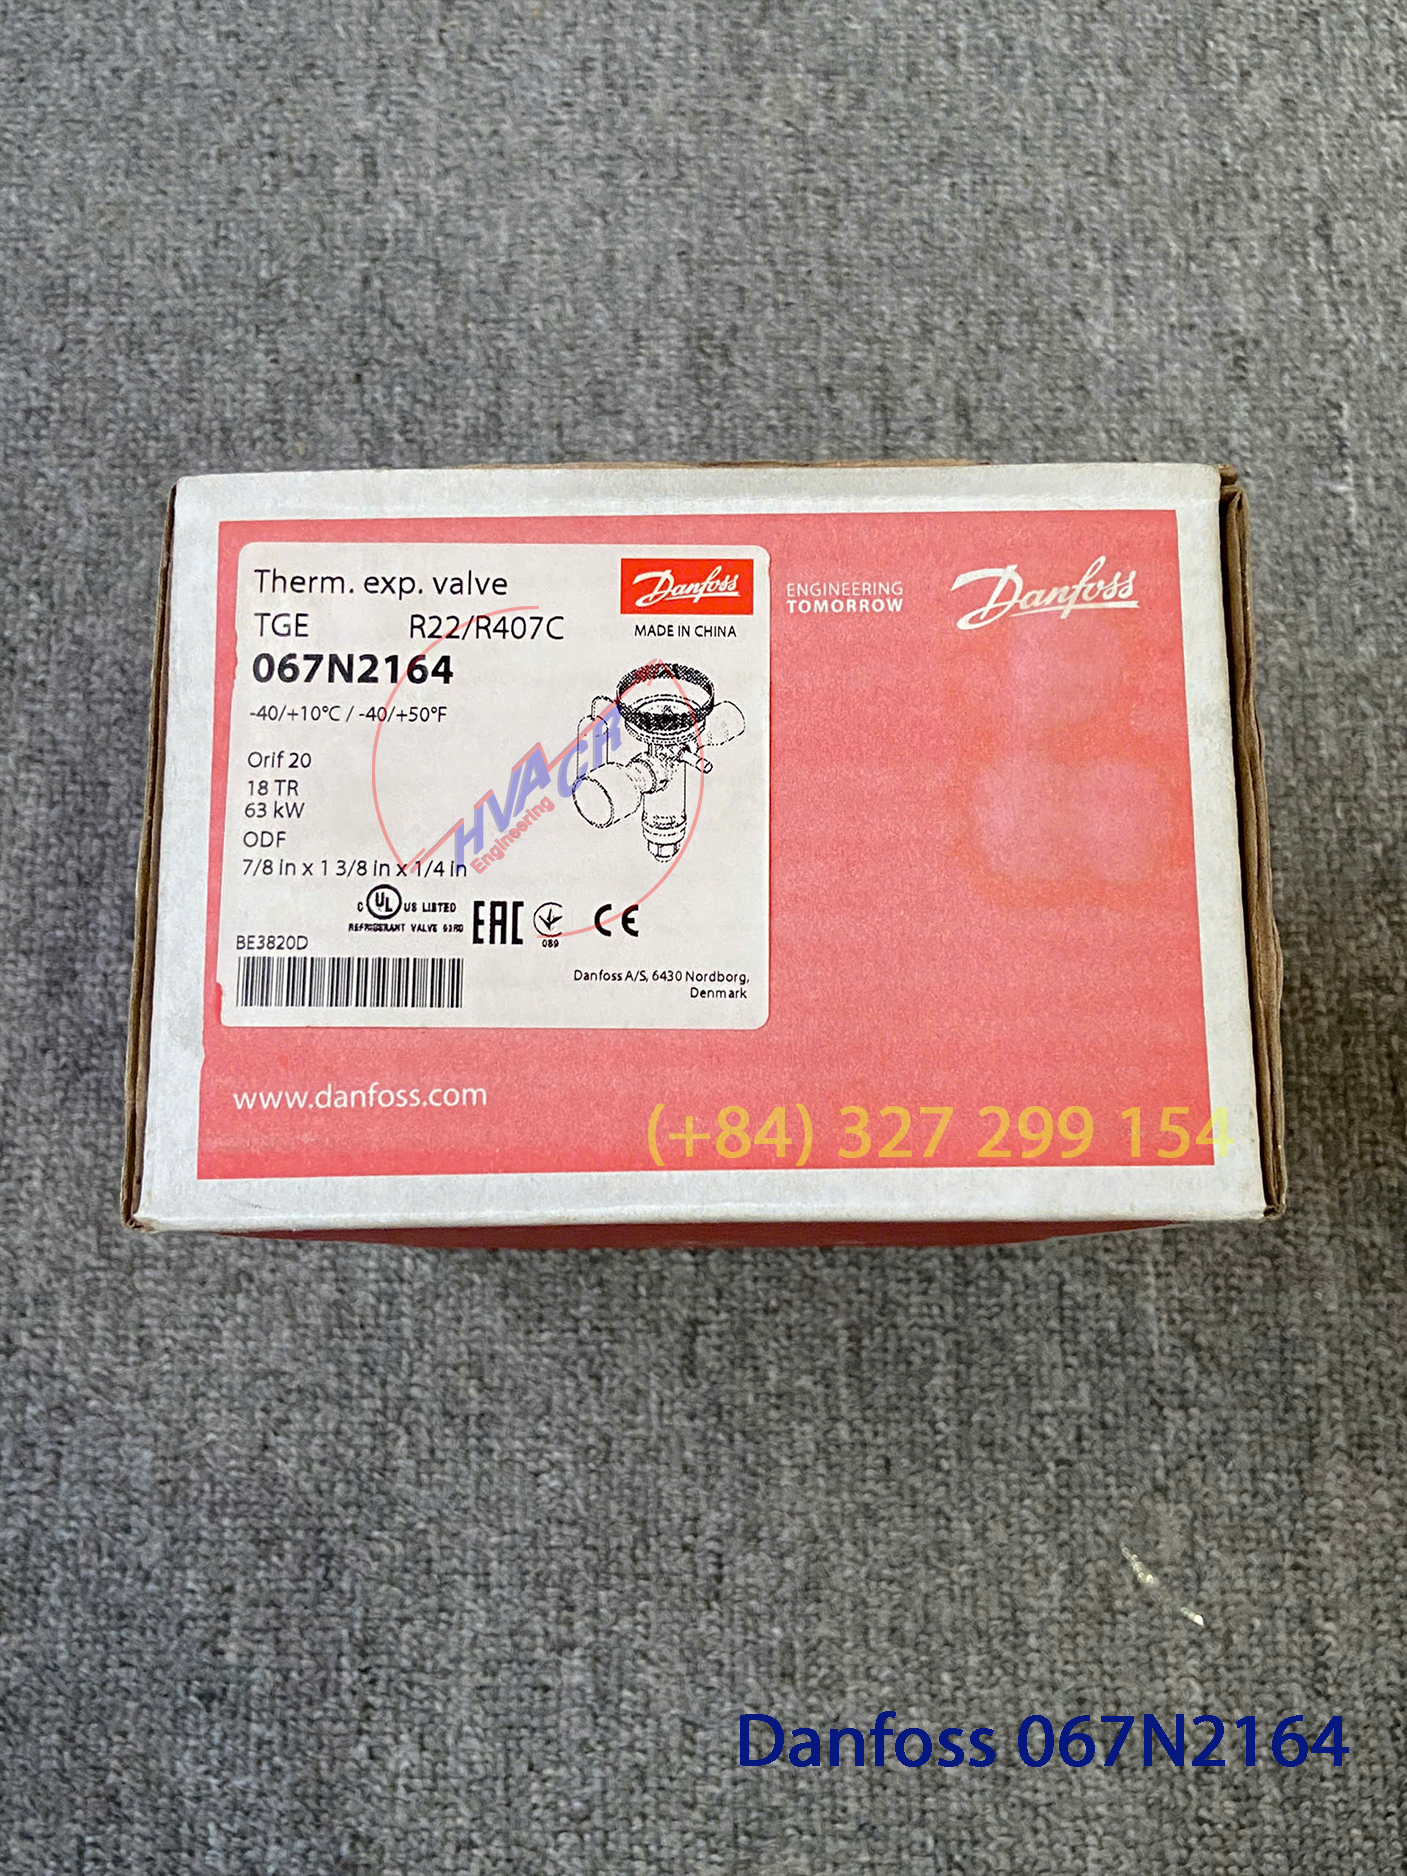 Therm. exp. valve
TGE R22/R407C
067N2164
-40/+10°C / -40/+50°F
Orif 20
18 TR
63 kW
ODF
7/8 in x 1 3/8 in x 1/4 in
Danfoss
MADE IN CHINA
HVACR
Engineering
C UL US LISTED
REFRIGERANT VALVE 93RD
EAC
089
CE
BE3820D
Danfoss A/S, 6430 Nordborg,
Denmark
ENGINEERING
TOMORROW
Danfoss
www.danfoss.com
(+84) 327 299 154
Danfoss 067N2164